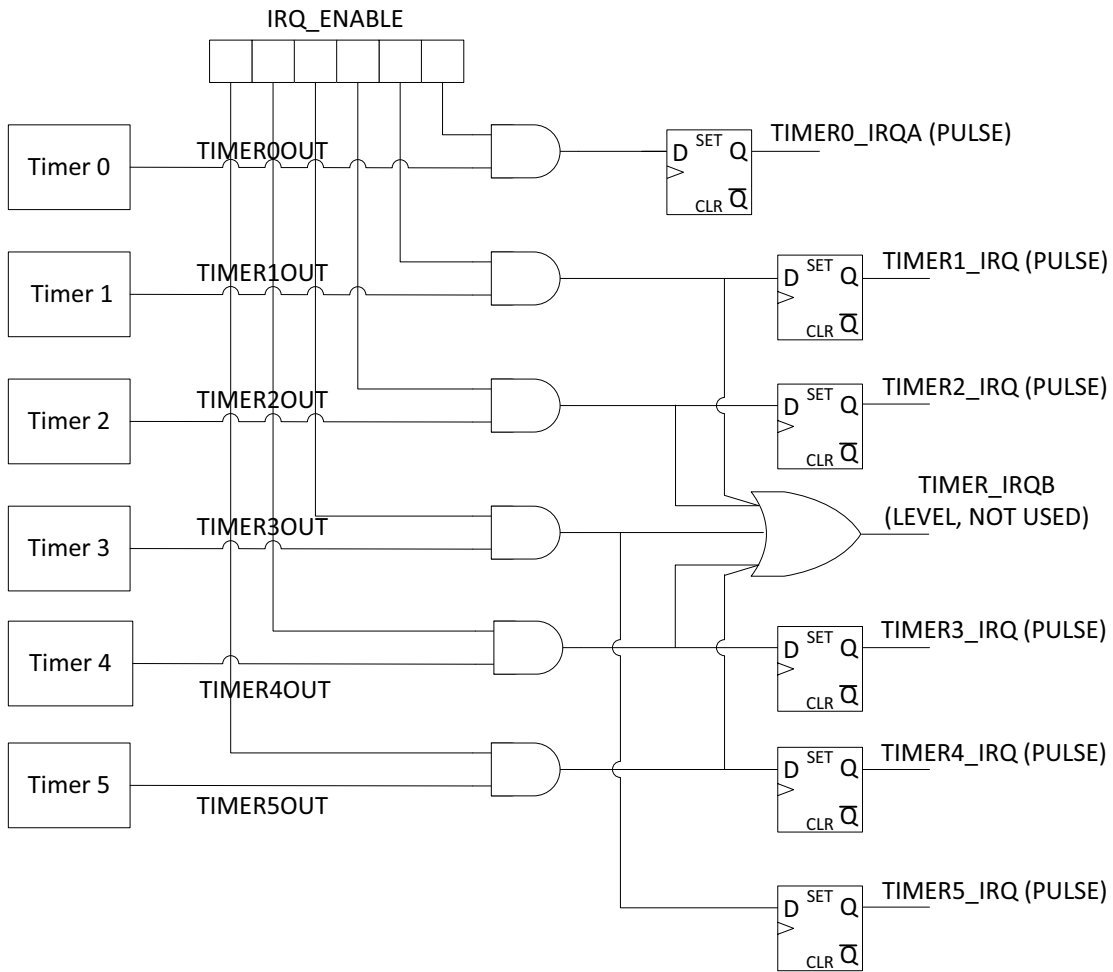 IRQ_ENABLE
Timer 0
TIMER0OUT
D
SET
Q
CLR
Q
TIMER0_IRQA (PULSE)
Timer 1
TIMER1OUT
D
SET
Q
CLR
Q
TIMER1_IRQ (PULSE)
Timer 2
TIMER2OUT
D
SET
Q
CLR
Q
TIMER2_IRQ (PULSE)
TIMER_IRQB
(LEVEL, NOT USED)
Timer 3
TIMER3OUT
Timer 4
TIMER4OUT
D
SET
Q
CLR
Q
TIMER3_IRQ (PULSE)
Timer 5
TIMER5OUT
D
SET
Q
CLR
Q
TIMER4_IRQ (PULSE)
D
SET
Q
CLR
Q
TIMER5_IRQ (PULSE)